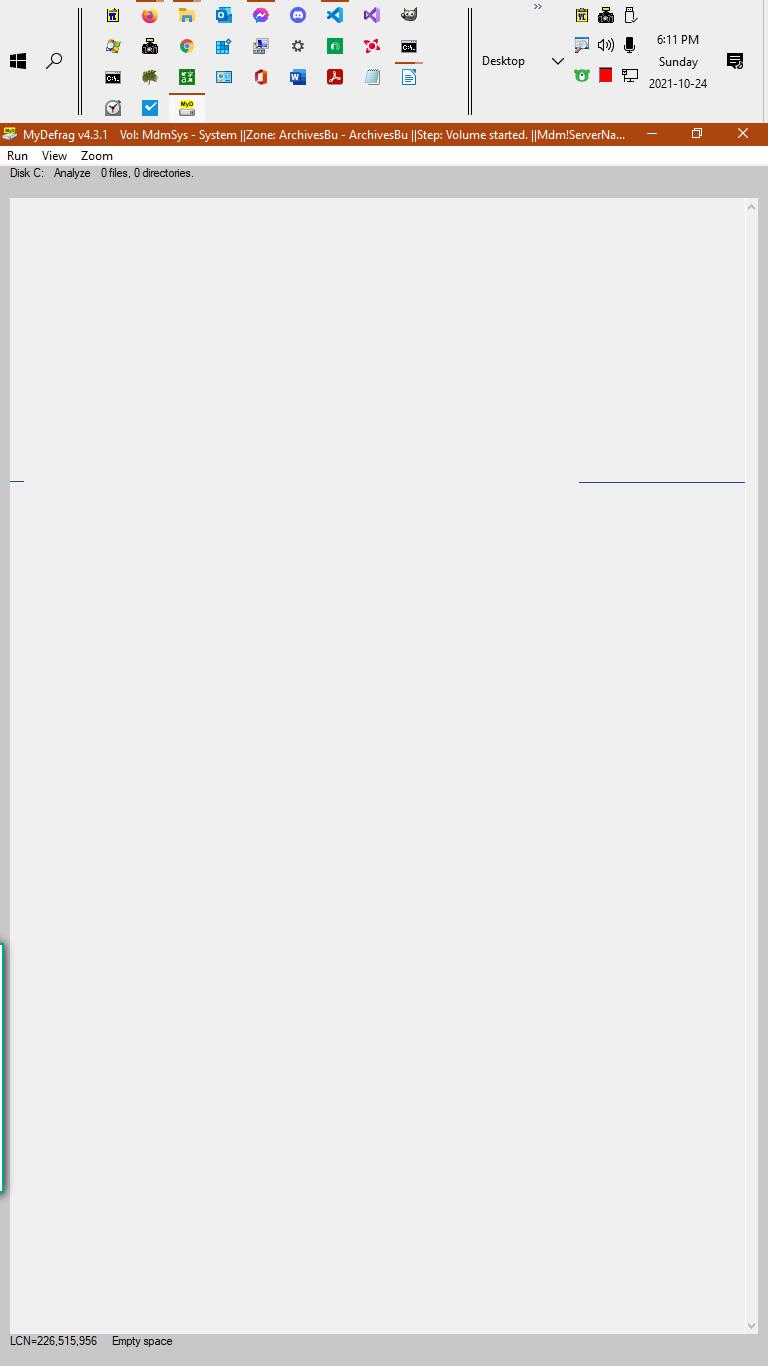 6:11 PM
Desktop
Sunday
2021-10-24
MyDefrag v4.3.1 Vol: MdmSys - System ||Zone: ArchivesBu - ArchivesBu ||Step: Volume started. ||Mdm!ServerNa...
Run View Zoom
Disk C: Analyze 0 files, 0 directories.
LCN=226,515,956 Empty space